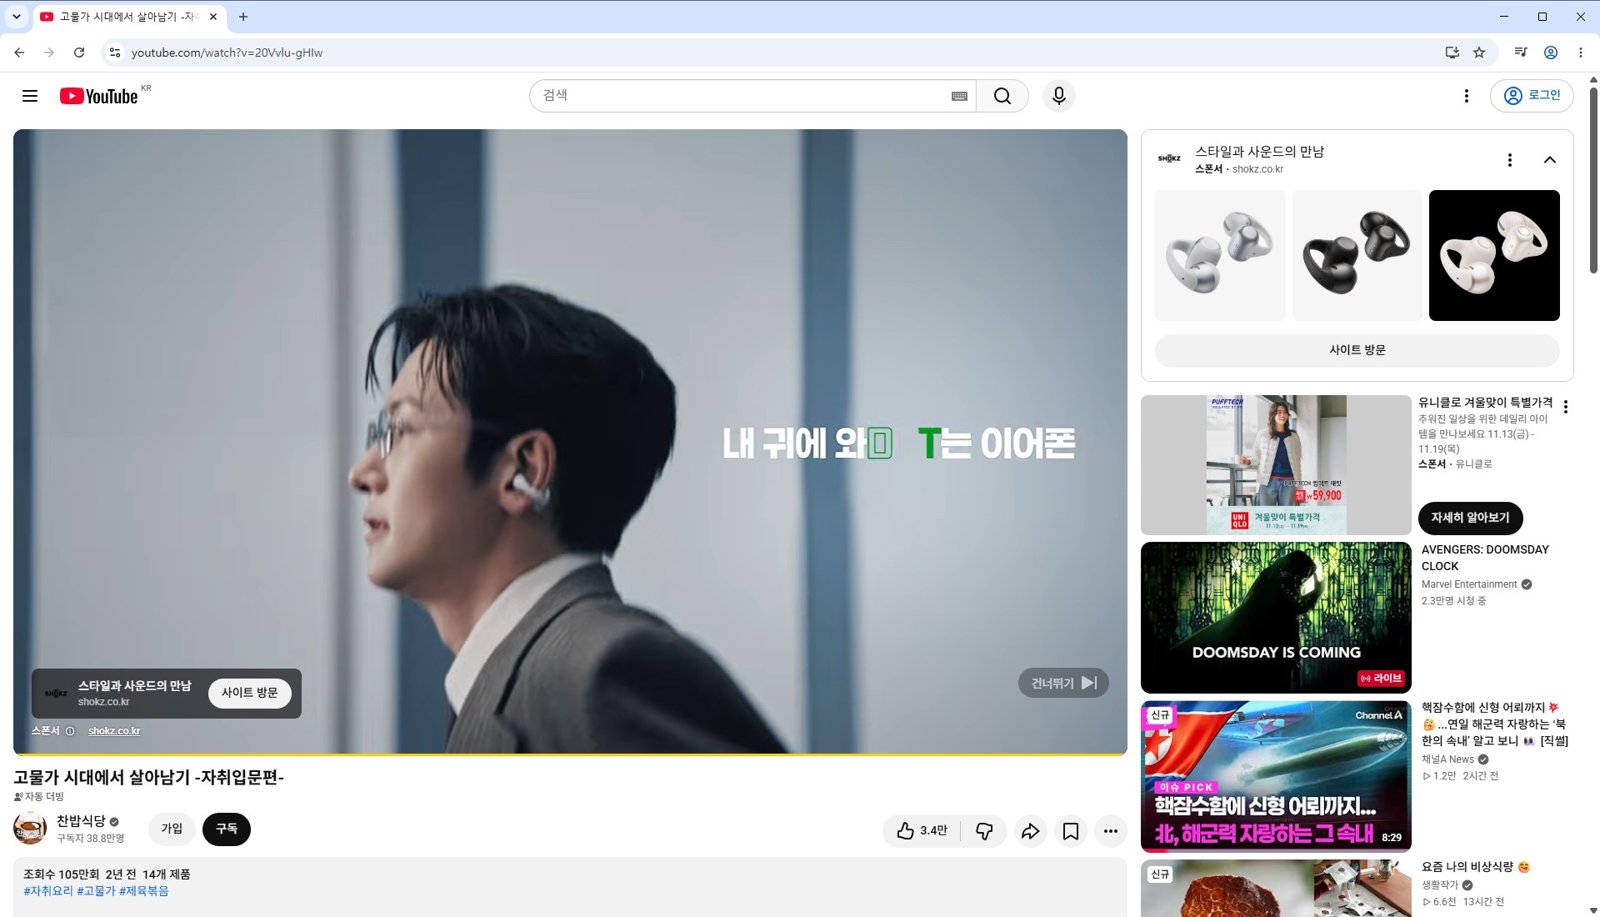 고물가 시대에서 살아남기 -자
youtube.com/watch?v=20Vvlu-gHIw
YouTube KR
검색
로그인
내 귀에 와 T는 이어폰
SHOKZ
스타일과 사운드의 만남
shokz.co.kr
사이트 방문
건너뛰기
스폰서
shokz.co.kr
고물가 시대에서 살아남기 -자취입문편-
자동 더빙
찬밥식당
구독자 38.8만명
가입
구독
3.4만
조회수 105만회 2년 전 14개 제품
#자취요리 #고물가 #제육볶음
SHOKZ
스타일과 사운드의 만남
스폰서 · shokz.co.kr
사이트 방문
PUFFTECH
₩59,900
UNIQLO
겨울맞이 특별가격
유니클로 겨울맞이 특별가격
추워진 일상을 위한 데일리 아이템을 만나보세요 11.13(금) -
11.19(목)
스폰서 · 유니클로
자세히 알아보기
DOOMSDAY IS COMING
라이브
AVENGERS: DOOMSDAY
CLOCK
Marvel Entertainment
2.3만명 시청 중
신규
Channel A
이슈 PICK
핵잠수함에 신형 어뢰까지...
北, 해군력 자랑하는 그 속내
8:29
핵잠수함에 신형 어뢰까지
...연일 해군력 자랑하는 ‘북
한의 속내’ 알고 보니 [직썰]
채널A News
1.2만 2시간 전
신규
요즘 나의 비상식량
생활작가
6.6천 13시간 전